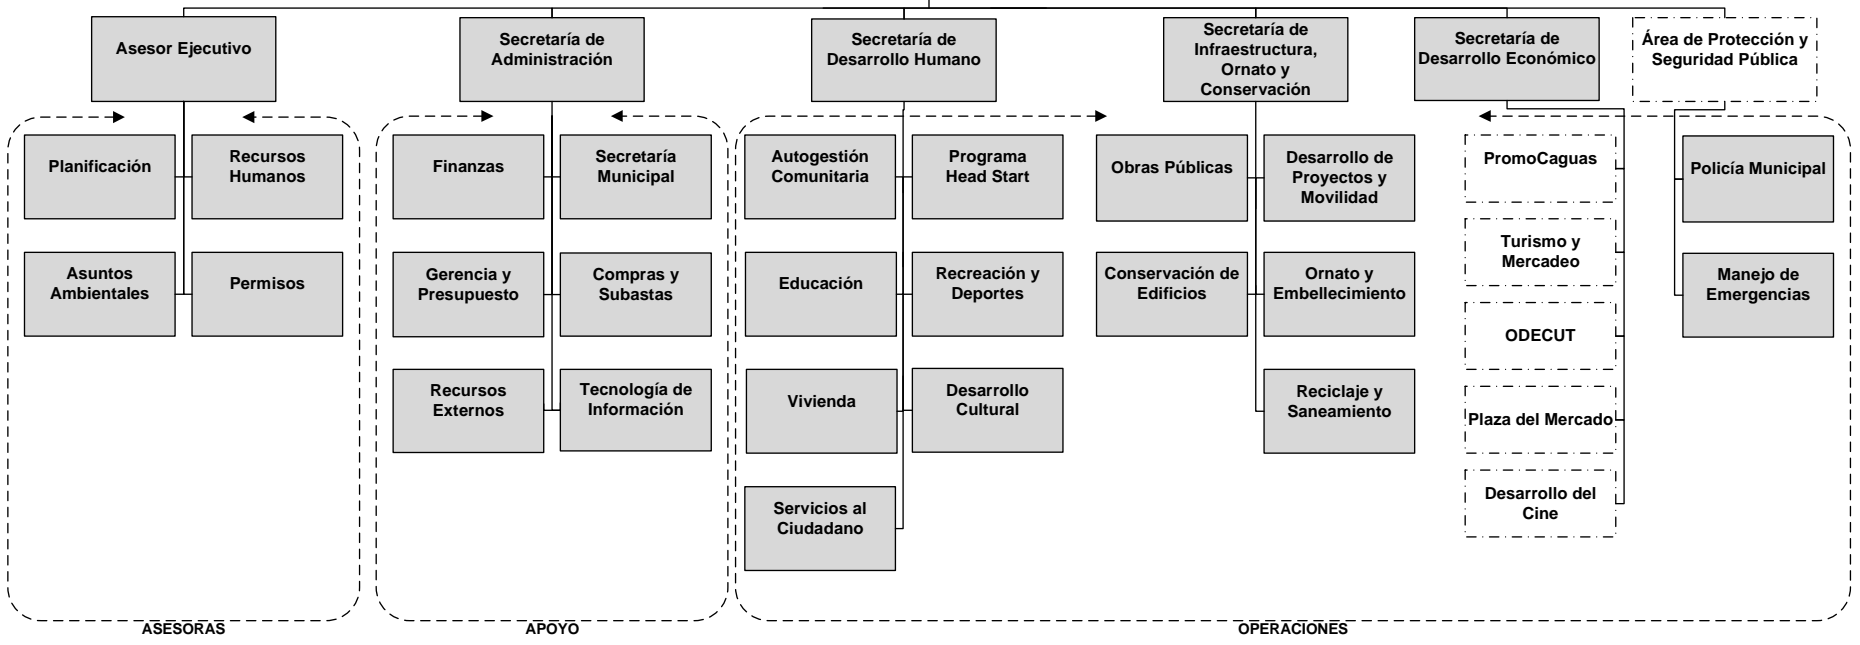 Asesor Ejecutivo
Secretaría de
Administración
Secretaría de
Desarrollo Humano
Secretaría de
Infraestructura,
Ornato y
Conservación
Secretaría de
Desarrollo Económico
Área de Protección y
Seguridad Pública
Planificación
Recursos
Humanos
Finanzas
Secretaría
Municipal
Autogestión
Comunitaria
Programa
Head Start
Obras Públicas
Desarrollo de
Proyectos y
Movilidad
PromoCaguas
Policía Municipal
Asuntos
Ambientales
Permisos
Gerencia y
Presupuesto
Compras y
Subastas
Educación
Recreación y
Deportes
Conservación de
Edificios
Ornato y
Embellecimiento
Turismo y
Mercadeo
Manejo de
Emergencias
ODECUT
Recursos
Externos
Tecnología de
Información
Vivienda
Desarrollo
Cultural
Reciclaje y
Saneamiento
Plaza del Mercado
Servicios al
Ciudadano
Desarrollo del
Cine
ASESORAS
APOYO
OPERACIONES